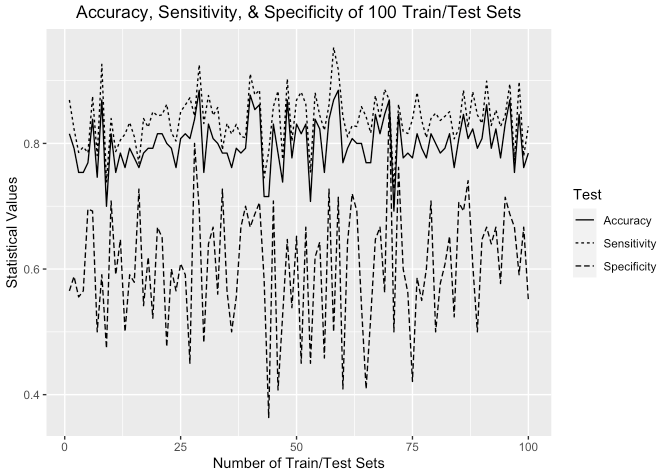 Accuracy, Sensitivity, & Specificity of 100 Train/Test Sets
Statistical Values
0.8
0.6
0.4
0
25
50
75
100
Number of Train/Test Sets
Test
Accuracy
Sensitivity
Specificity